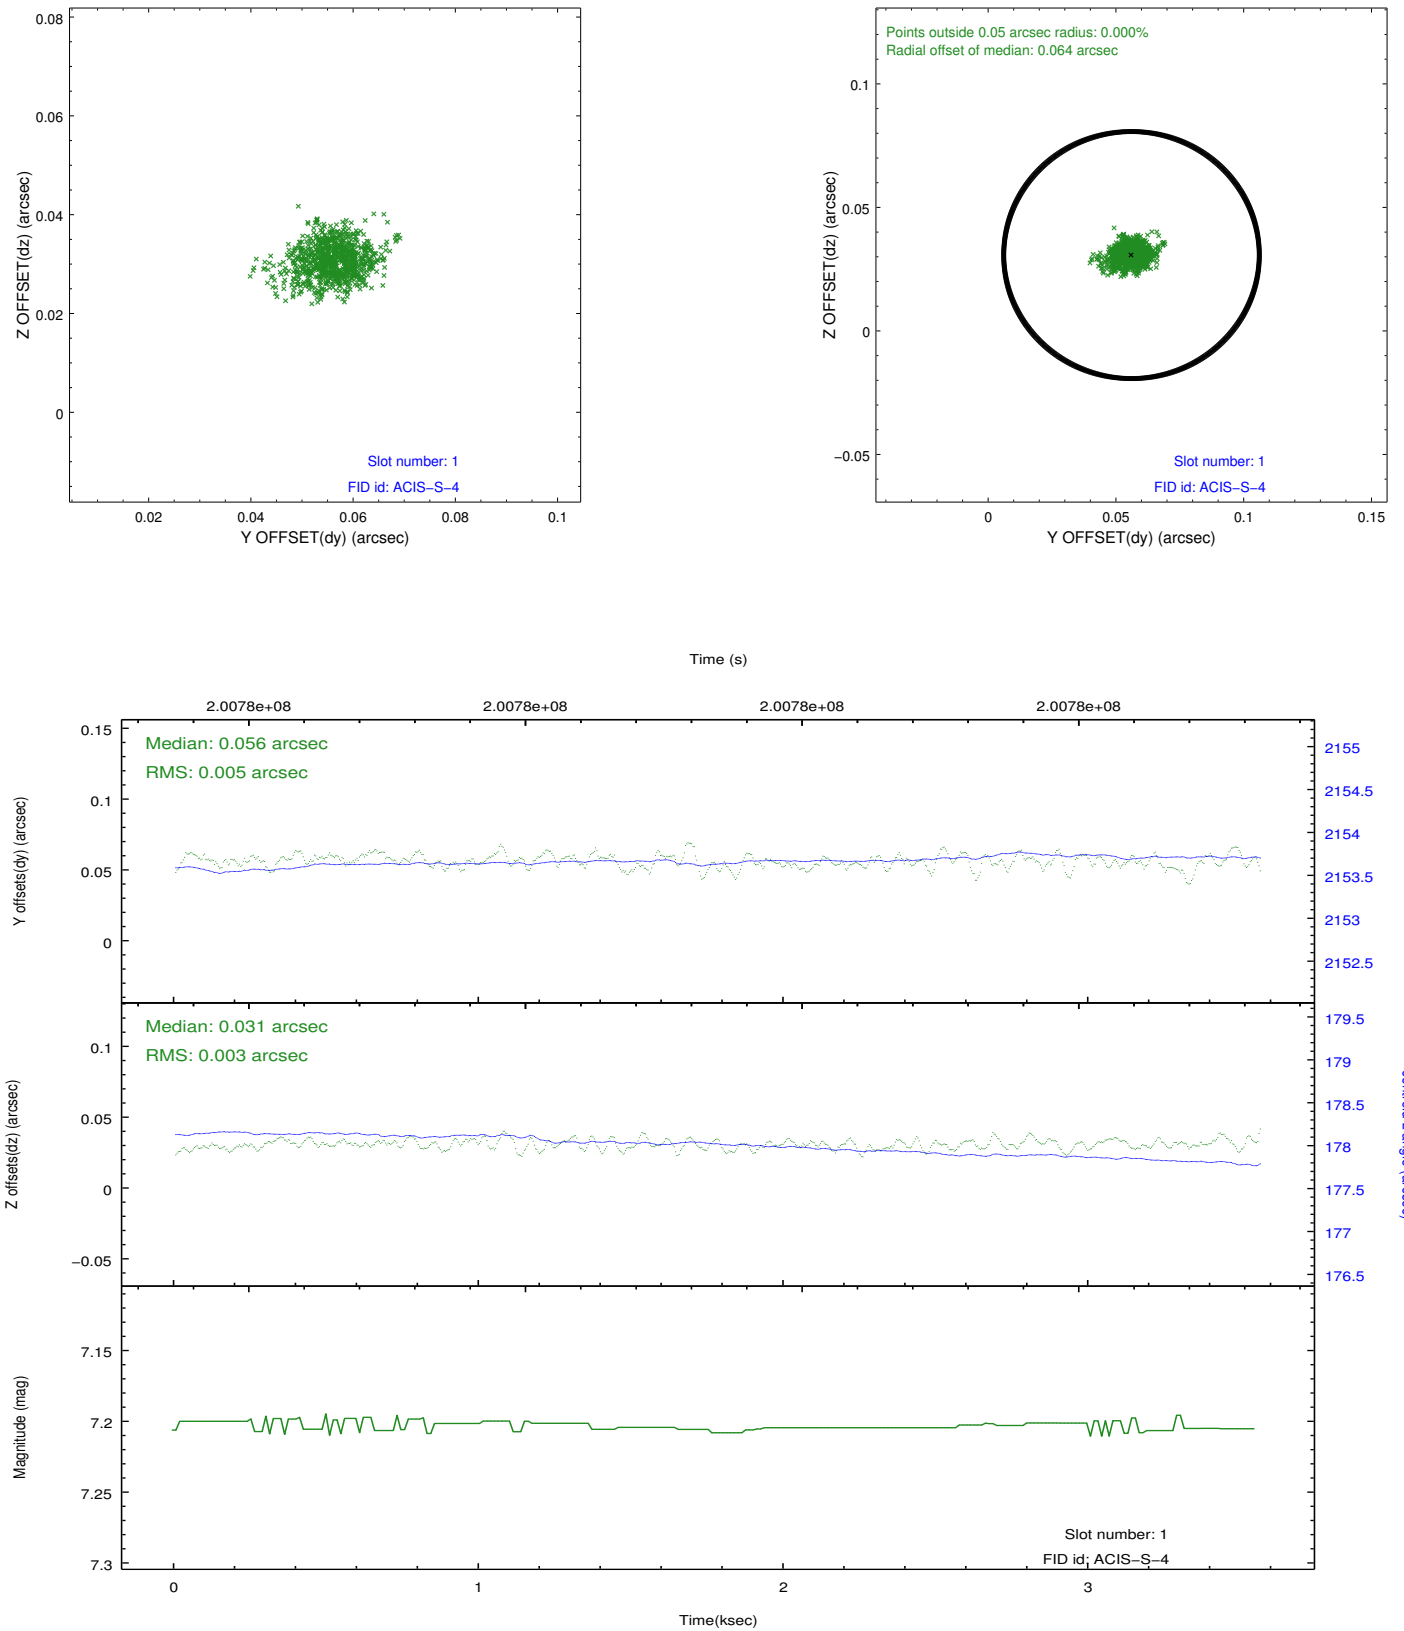 0.08
0.06
0.04
0.02
0
Z OFFSET(dz) (arcsec)
Slot number: 1
FID id: ACIS−S−4
0.02
0.04
0.06
0.08
0.1
Y OFFSET(dy) (arcsec)
Points outside 0.05 arcsec radius: 0.000%
Radial offset of median: 0.064 arcsec
0.1
0.05
0
−0.05
Z OFFSET(dz) (arcsec)
Slot number: 1
FID id: ACIS−S−4
0
0.05
0.1
0.15
Y OFFSET(dy) (arcsec)
Time (s)
2.0078e+08
2.0078e+08
2.0078e+08
2.0078e+08
Median: 0.056 arcsec
RMS: 0.005 arcsec
0.15
0.1
0.05
0
Y offsets(dy) (arcsec)
2155
2154.5
2154
2153.5
2153
2152.5
Median: 0.031 arcsec
RMS: 0.003 arcsec
0.1
0.05
0
−0.05
Z offsets(dz) (arcsec)
179.5
179
178.5
178
177.5
177
176.5
7.15
7.2
7.25
7.3
Magnitude (mag)
Slot number: 1
FID id: ACIS−S−4
0
1
2
3
Time(ksec)